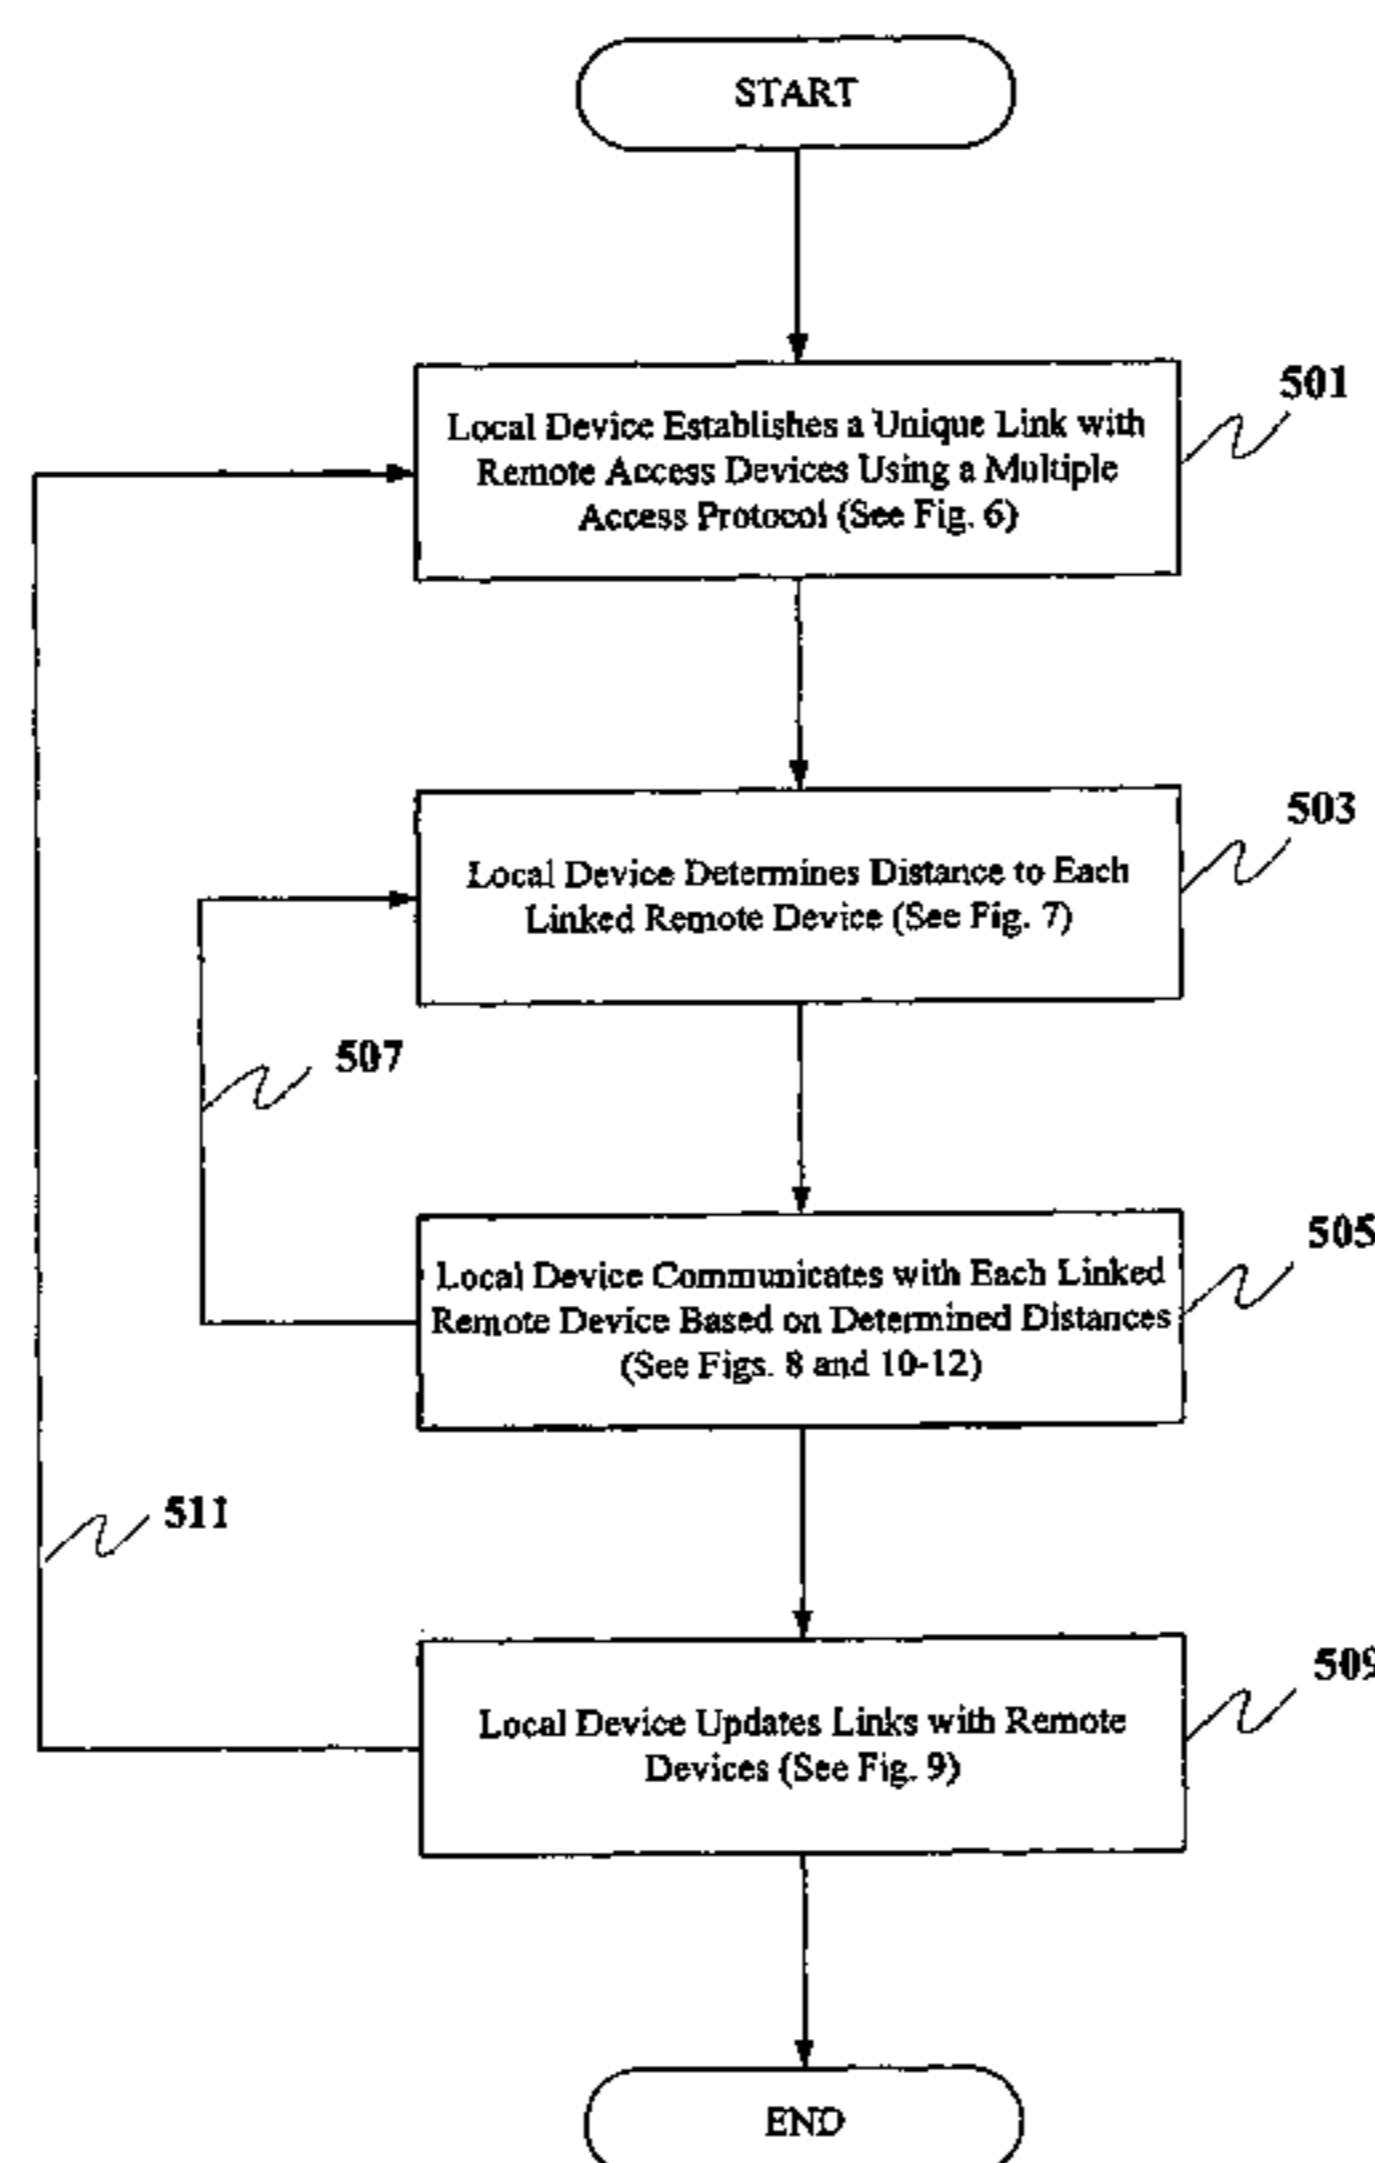 START
501
Local Device Establishes a Unique Link with
Remote Access Devices Using a Multiple
Access Protocol (See Fig. 6)
503
Local Device Determines Distance to Each
Linked Remote Device (See Fig. 7)
507
505
Local Device Communicates with Each Linked
Remote Device Based on Determined Distances
(See Figs. 8 and 10-12)
511
509
Local Device Updates Links with Remote
Devices (See Fig. 9)
END